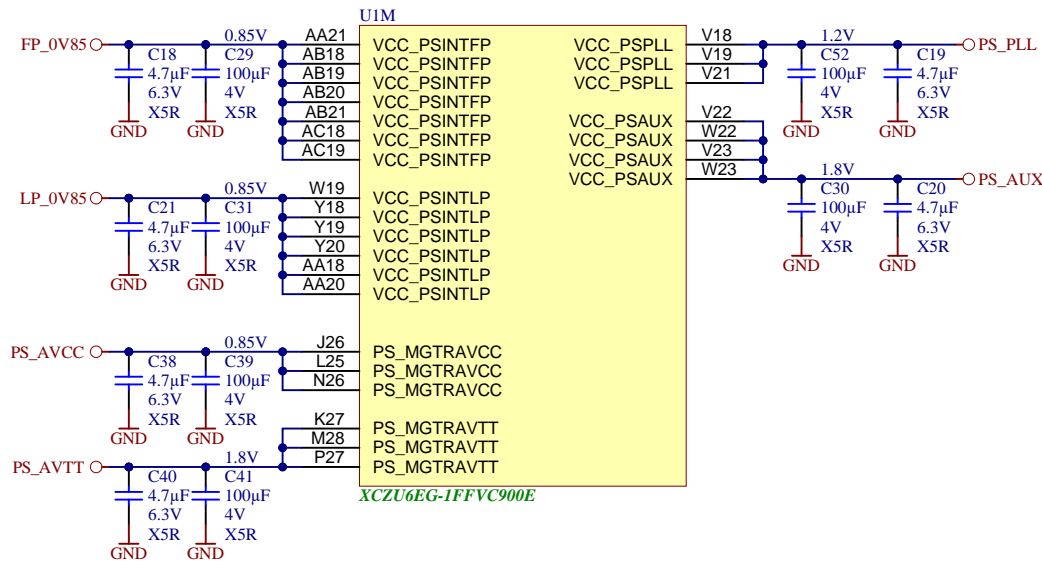 U1M
FP_0V85
0.85V
C18
4.7µF
6.3V
X5R
GND
C29
100µF
4V
X5R
GND
AA21 VCC_PSINTFP
AB18 VCC_PSINTFP
AB19 VCC_PSINTFP
AB20 VCC_PSINTFP
AB21 VCC_PSINTFP
AC18 VCC_PSINTFP
AC19 VCC_PSINTFP
LP_0V85
0.85V
C21
4.7µF
6.3V
X5R
GND
C31
100µF
4V
X5R
GND
W19 VCC_PSINTLP
Y18 VCC_PSINTLP
Y19 VCC_PSINTLP
Y20 VCC_PSINTLP
AA18 VCC_PSINTLP
AA20 VCC_PSINTLP
PS_AVCC
0.85V
C38
4.7µF
6.3V
X5R
GND
C39
100µF
4V
X5R
GND
J26 PS_MGTRAVCC
L25 PS_MGTRAVCC
N26 PS_MGTRAVCC
PS_AVTT
1.8V
C40
4.7µF
6.3V
X5R
GND
C41
100µF
4V
X5R
GND
K27 PS_MGTRAVTT
M28 PS_MGTRAVTT
P27 PS_MGTRAVTT
VCC_PSPLL V18
VCC_PSPLL V19
VCC_PSPLL V21
1.2V
PS_PLL
C52
100µF
4V
X5R
GND
C19
4.7µF
6.3V
X5R
GND
VCC_PSAUX V22
VCC_PSAUX W22
VCC_PSAUX V23
VCC_PSAUX W23
1.8V
PS_AUX
C30
100µF
4V
X5R
GND
C20
4.7µF
6.3V
X5R
GND
XCZU6EG-1FFVC900E